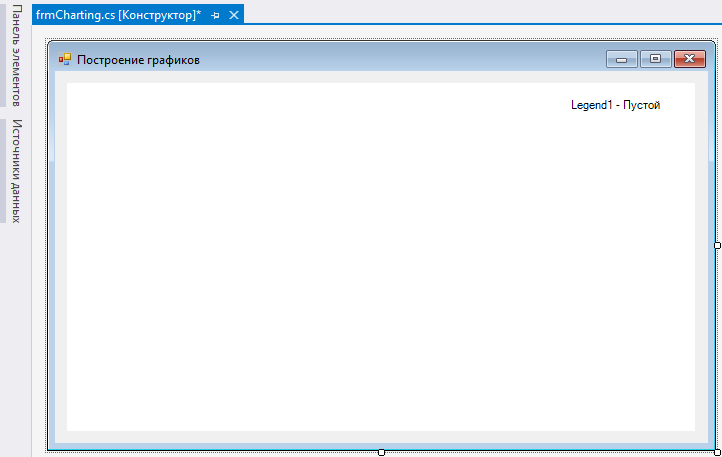 frmCharting.cs [Конструктор]*
Панель элементов
Источники данных
Построение графиков
Legend1 - Пустой